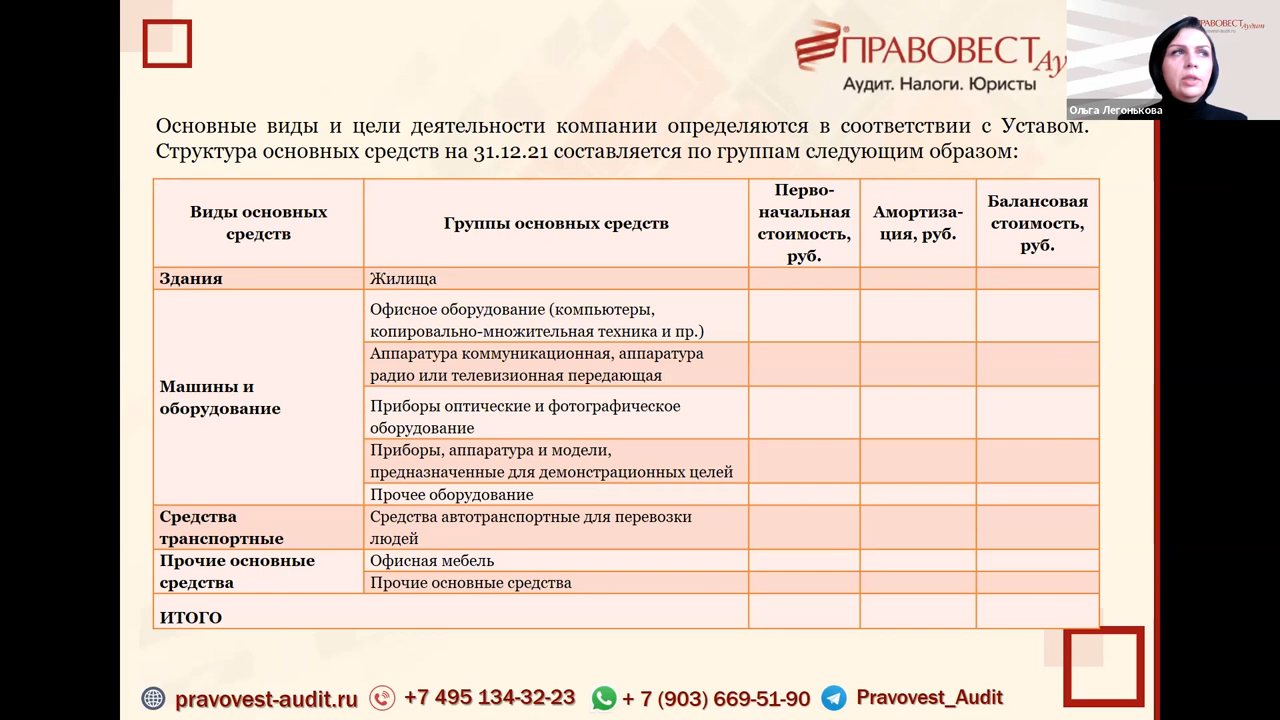 ПРАВОВЕСТ Аудит
ПРАВОВЕСТ
Аудит. Налоги. Юристы
Ольга Легонькова
Основные виды и цели деятельности компании определяются в соответствии с Уставом.
Структура основных средств на 31.12.21 составляется по группам следующим образом:
Виды основных
средств
Группы основных средств
Перво-
начальная
стоимость,
руб.
Амортиза-
ция, руб.
Балансовая
стоимость,
руб.
Здания
Жилища
Машины и
оборудование
Офисное оборудование (компьютеры,
копировально-множительная техника и пр.)
Аппаратура коммуникационная, аппаратура
радио или телевизионная передающая
Приборы оптические и фотографическое
оборудование
Приборы, аппаратура и модели,
предназначенные для демонстрационных целей
Прочее оборудование
Средства
транспортные
Средства автотранспортные для перевозки
людей
Прочие основные
средства
Офисная мебель
Прочие основные средства
ИТОГО
pravovest-audit.ru
+7 495 134-32-23
+ 7 (903) 669-51-90
Pravovest_Audit